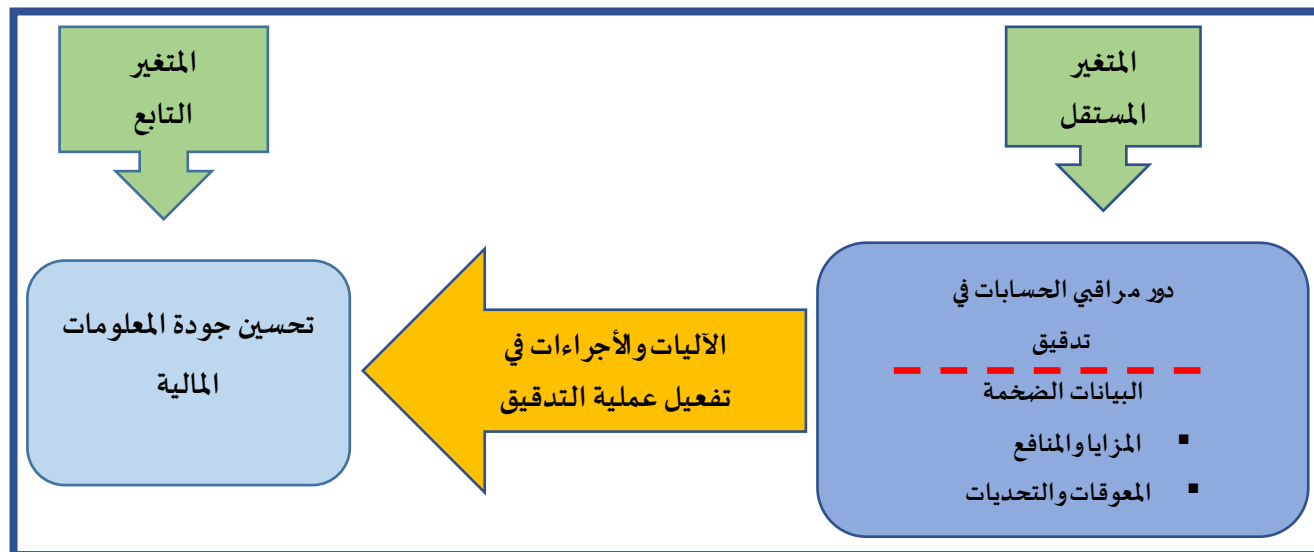 المتغير
المستقل
المتغير
التابع
دور مراقبي الحسابات في
تدقيق
البيانات الضخمة
▪ المزايا والمنافع
▪ المعوقات والتحديات
الآليات والأجراءات في
تفعيل عملية التدقيق
تحسين جودة المعلومات
المالية